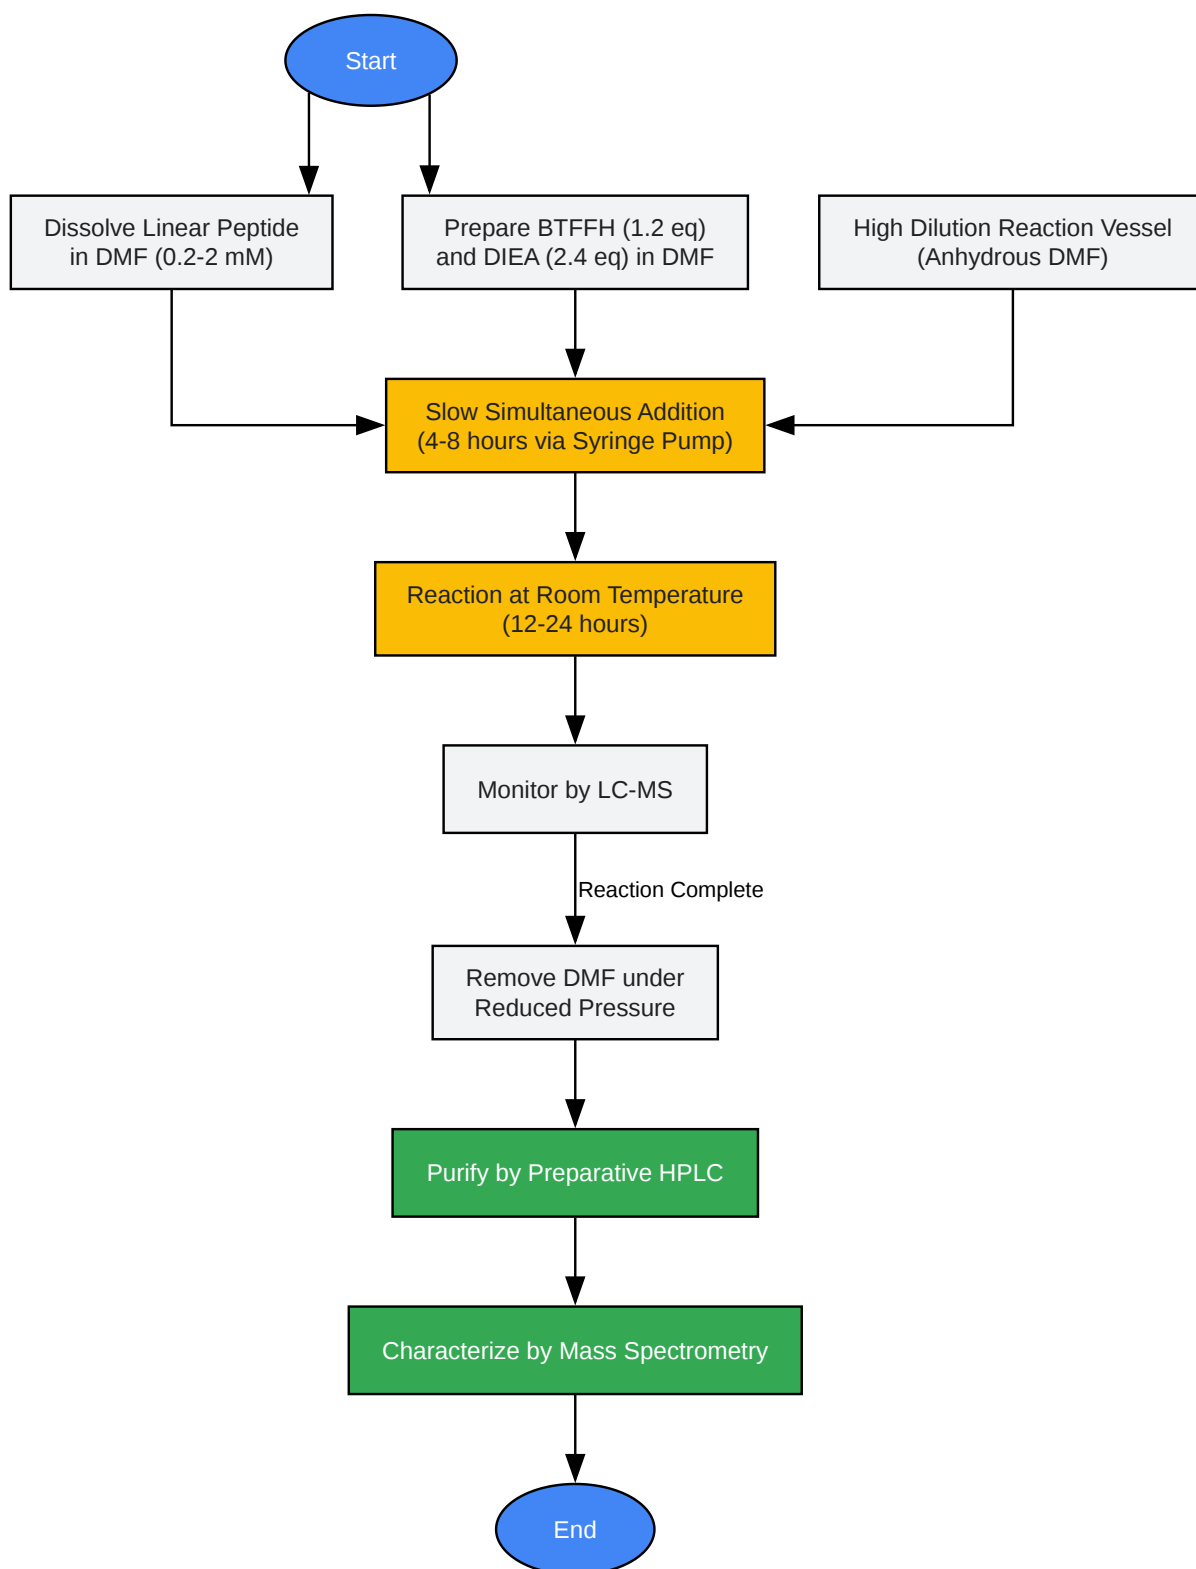 Start
Dissolve Linear Peptide
in DMF (0.2-2 mM)
Prepare BTFFH (1.2 eq)
and DIEA (2.4 eq) in DMF
High Dilution Reaction Vessel
(Anhydrous DMF)
Slow Simultaneous Addition
(4-8 hours via Syringe Pump)
Reaction at Room Temperature
(12-24 hours)
Monitor by LC-MS
Reaction Complete
Remove DMF under
Reduced Pressure
Purify by Preparative HPLC
Characterize by Mass Spectrometry
End